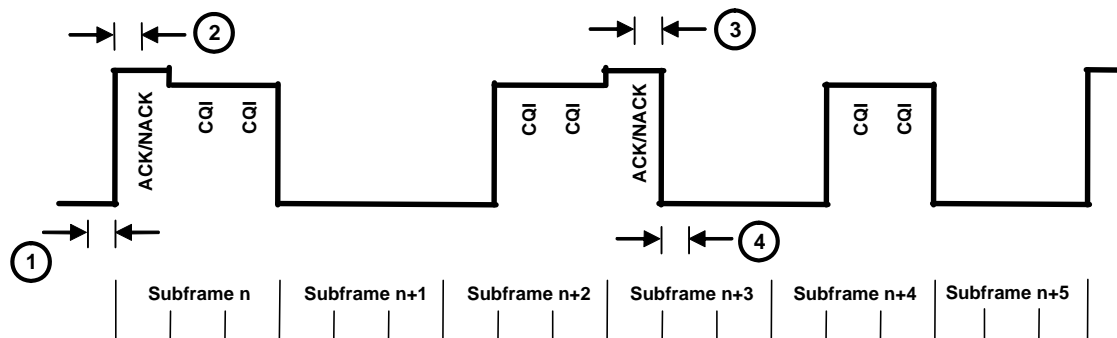 2
3
ACK/NACK
CQI
CQI
CQI
CQI
ACK/NACK
CQI
CQI
1
4
Subframe n
Subframe n+1
Subframe n+2
Subframe n+3
Subframe n+4
Subframe n+5